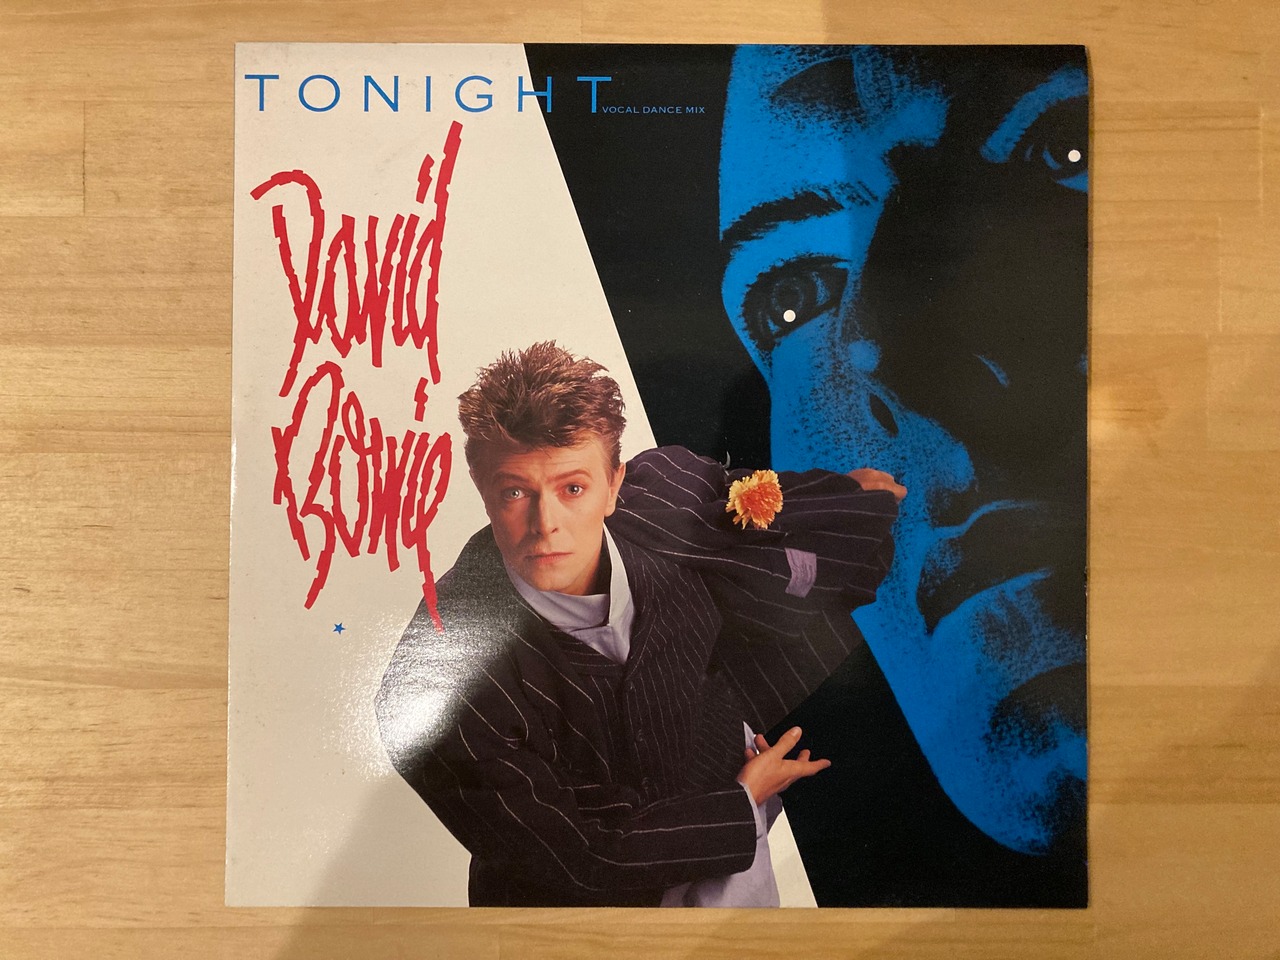 TONIGHT
VOCAL DANCE MIX
David
Bowie